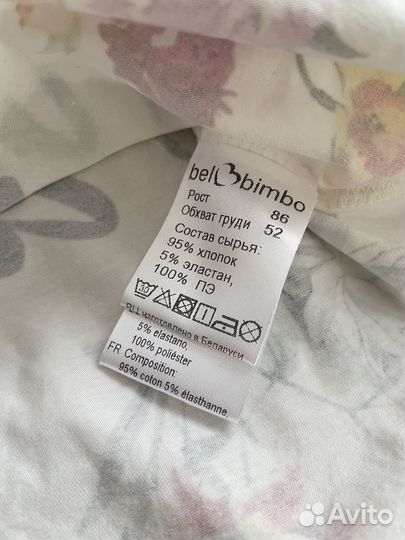 bel bimbo
Рост 86
Обхват груди 52
Состав сырья:
95% хлопок
5% эластан,
100% ПЭ
30
изготовлено в Беларуси
5% elastano,
100% poliéster
FR Composition:
95% coton 5% élasthanne,
Avito